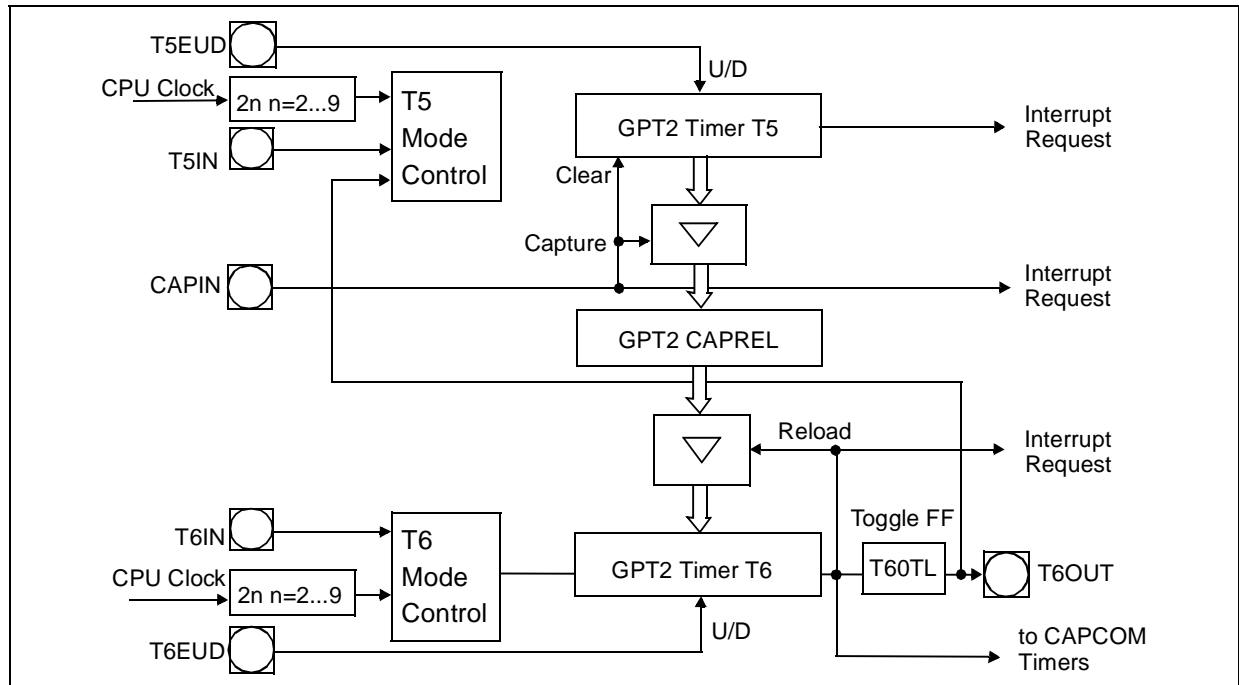 T5EUD
U/D
CPU Clock
2n n=2...9
T5
Mode
Control
T5IN
GPT2 Timer T5
Interrupt
Request
Clear
Capture
CAPIN
Interrupt
Request
GPT2 CAPREL
Reload
Interrupt
Request
T6IN
T6
Mode
Control
Toggle FF
CPU Clock
2n n=2...9
GPT2 Timer T6
T60TL
T6OUT
T6EUD
U/D
to CAPCOM
Timers